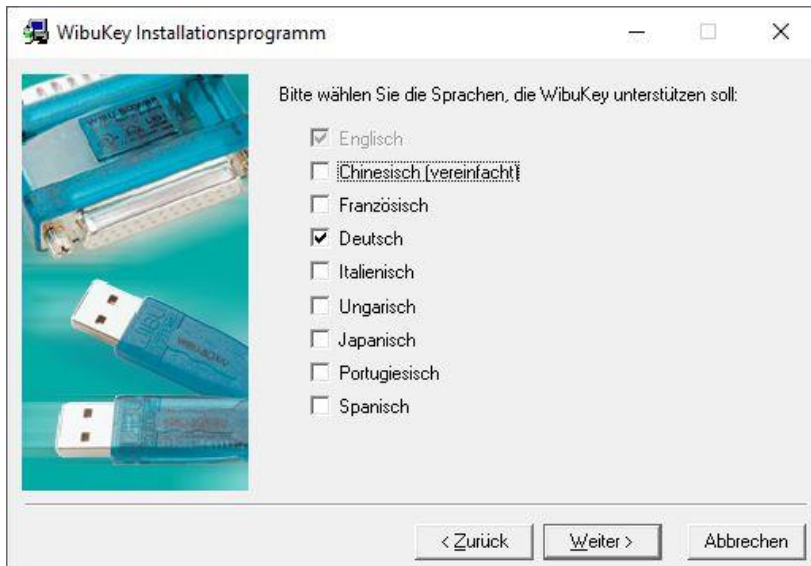 WibuKey Installationsprogramm
Bitte wählen Sie die Sprachen, die WibuKey unterstützen soll:
Englisch
Chinesisch (vereinfacht)
Französisch
Deutsch
Italienisch
Ungarisch
Japanisch
Portugiesisch
Spanisch
< Zurück
Weiter >
Abbrechen